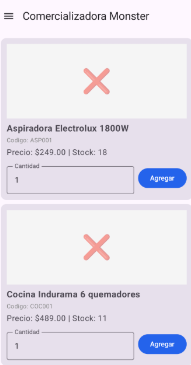 Comercializadora Monster
Aspiradora Electrolux 1800W
Codigo: ASP001
Precio: $249.00 | Stock: 18
Cantidad
1
Agregar
Cocina Indurama 6 quemadores
Codigo: COC001
Precio: $489.00 | Stock: 11
Cantidad
1
Agregar